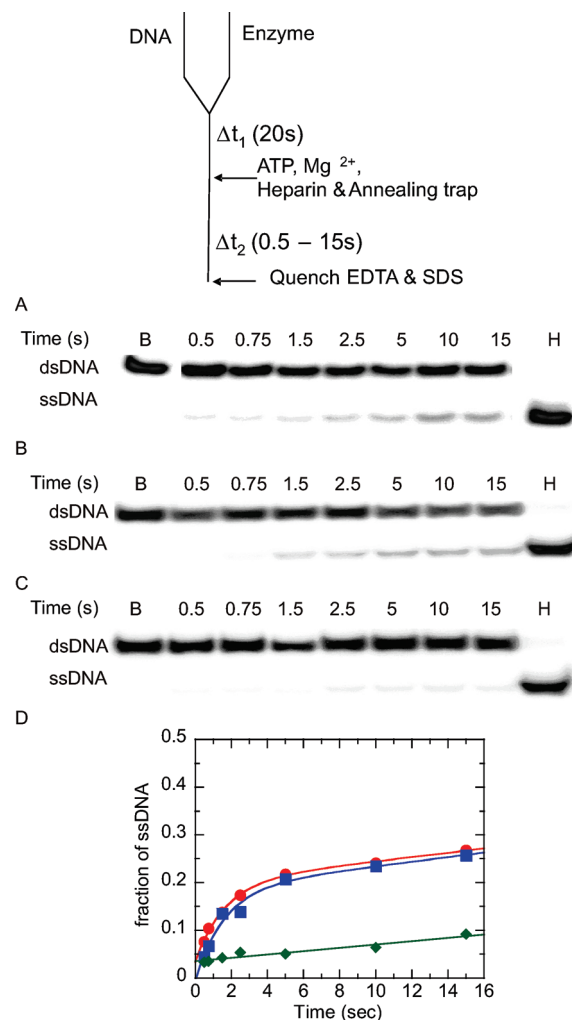 DNA Enzyme
Δt₁ (20s)
ATP, Mg ²⁺,
Heparin & Annealing trap
Δt₂ (0.5 – 15s)
Quench EDTA & SDS
A
Time (s) B 0.5 0.75 1.5 2.5 5 10 15 H
dsDNA
ssDNA
B
Time (s) B 0.5 0.75 1.5 2.5 5 10 15 H
dsDNA
ssDNA
C
Time (s) B 0.5 0.75 1.5 2.5 5 10 15 H
dsDNA
ssDNA
D
0.5
0.4
0.3
0.2
0.1
0
fraction of ssDNA
0 2 4 6 8 10 12 14 16
Time (sec)